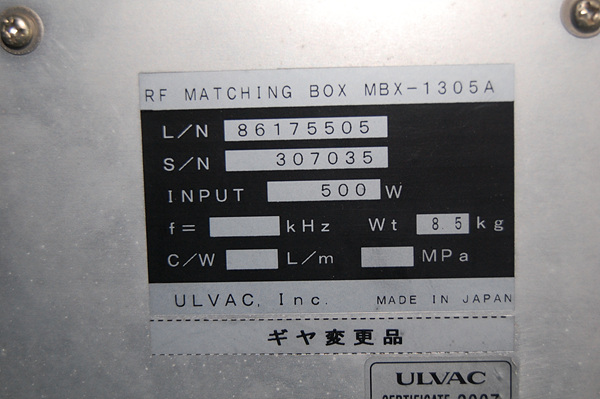 RF MATCHING BOX MBX-1305A
L/N 86175505
S/N 307035
INPUT 500 W
f= kHz Wt 8.5 kg
C/W L/m MPa
ULVAC, Inc. MADE IN JAPAN
ギヤ変更品
ULVAC
CERTIFICATE